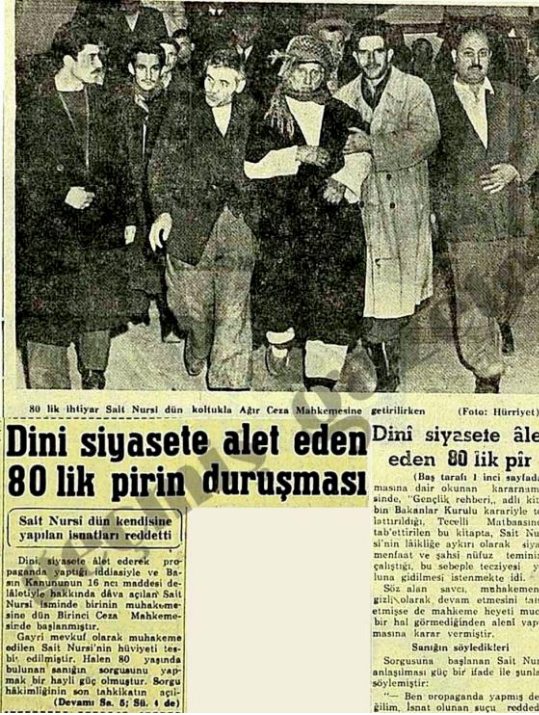 80 lik ihtiyar Sait Nursi dün koltukla Ağır Ceza Mahkemesine getirilirken (Foto: Hürriyet)
Dini siyasete alet eden
80 lik pirin duruşması
Sait Nursi dün kendisine
yapılan isnatları reddetti
Dini, siyasete âlet ederek pro-
paganda yaptığı iddiasiyle ve Ba-
sın Kanununun 16 ncı maddesi de-
lâletiyle hakkında dâva açılan Sait
Nursi isminde birinin muhakeme-
sine dün Birinci Ceza Mahkeme-
sinde başlanmıştır.
Gayri mevkuf olarak muhakeme
edilen Sait Nursi'nin hüviyeti tes-
bit edilmiştir. Halen 80 yaşında
bulunan sanığın sorgusunu yap-
mak bir hayli güç olmuştur. Sorgu
hâkimliğinin son tahkikatın açıl-
(Devamı Sa. 5; Sü. 4 de)
Dinî siyasete âle
eden 80 lik pîr
(Baş tarafı 1 inci sayfada
masına dair okunan kararnam
sinde, "Gençlik rehberi,, adlı kit
bın Bakanlar Kurulu karariyle t
lattırıldığı, Tecelli Matbaasın
tab'ettirilen bu kitapta, Sait Nu
si'nin lâikliğe aykırı olarak siya
menfaat ve şahsi nüfuz teminin
çalıştığı, bu sebeple tecziyesi y
luna gidilmesi istenmekte idi.
Söz alan savcı, muhakemen
gizli olarak devam etmesini tale
etmişse de mahkeme heyeti muc
bir hal görmediğinden alenî yap
masına karar vermiştir.
Sanığın söyledikleri
Sorgusuna başlanan Sait Nur
anlaşılması güç bir ifade ile şunla
söylemiştir:
"— Ben propaganda yapmış de
ğilim, İsnat olunan suçu redded